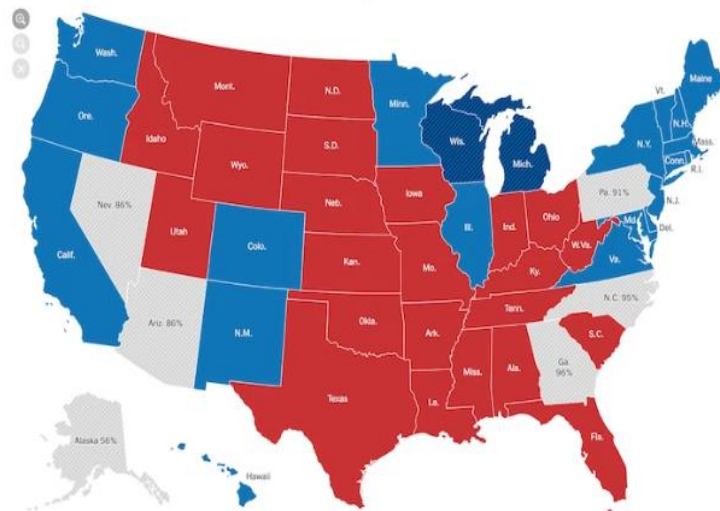 Wash.
Mont.
N.D.
Minn.
Maine
Vt.
Ore.
Idaho
S.D.
Wis.
N.H.
Mass.
Wyo.
Mich.
N.Y.
Conn.
R.I.
Nev. 86%
Neb.
Iowa
Pa. 91%
N.J.
Utah
Colo.
Ill.
Ind.
Ohio
Md.
Del.
Calif.
Kan.
Mo.
W.Va.
Va.
Ky.
Ariz. 86%
N.M.
Okla.
Ark.
Tenn.
N.C. 95%
S.C.
Texas
La.
Miss.
Ala.
Ga.
96%
Fla.
Alaska 56%
Hawaii